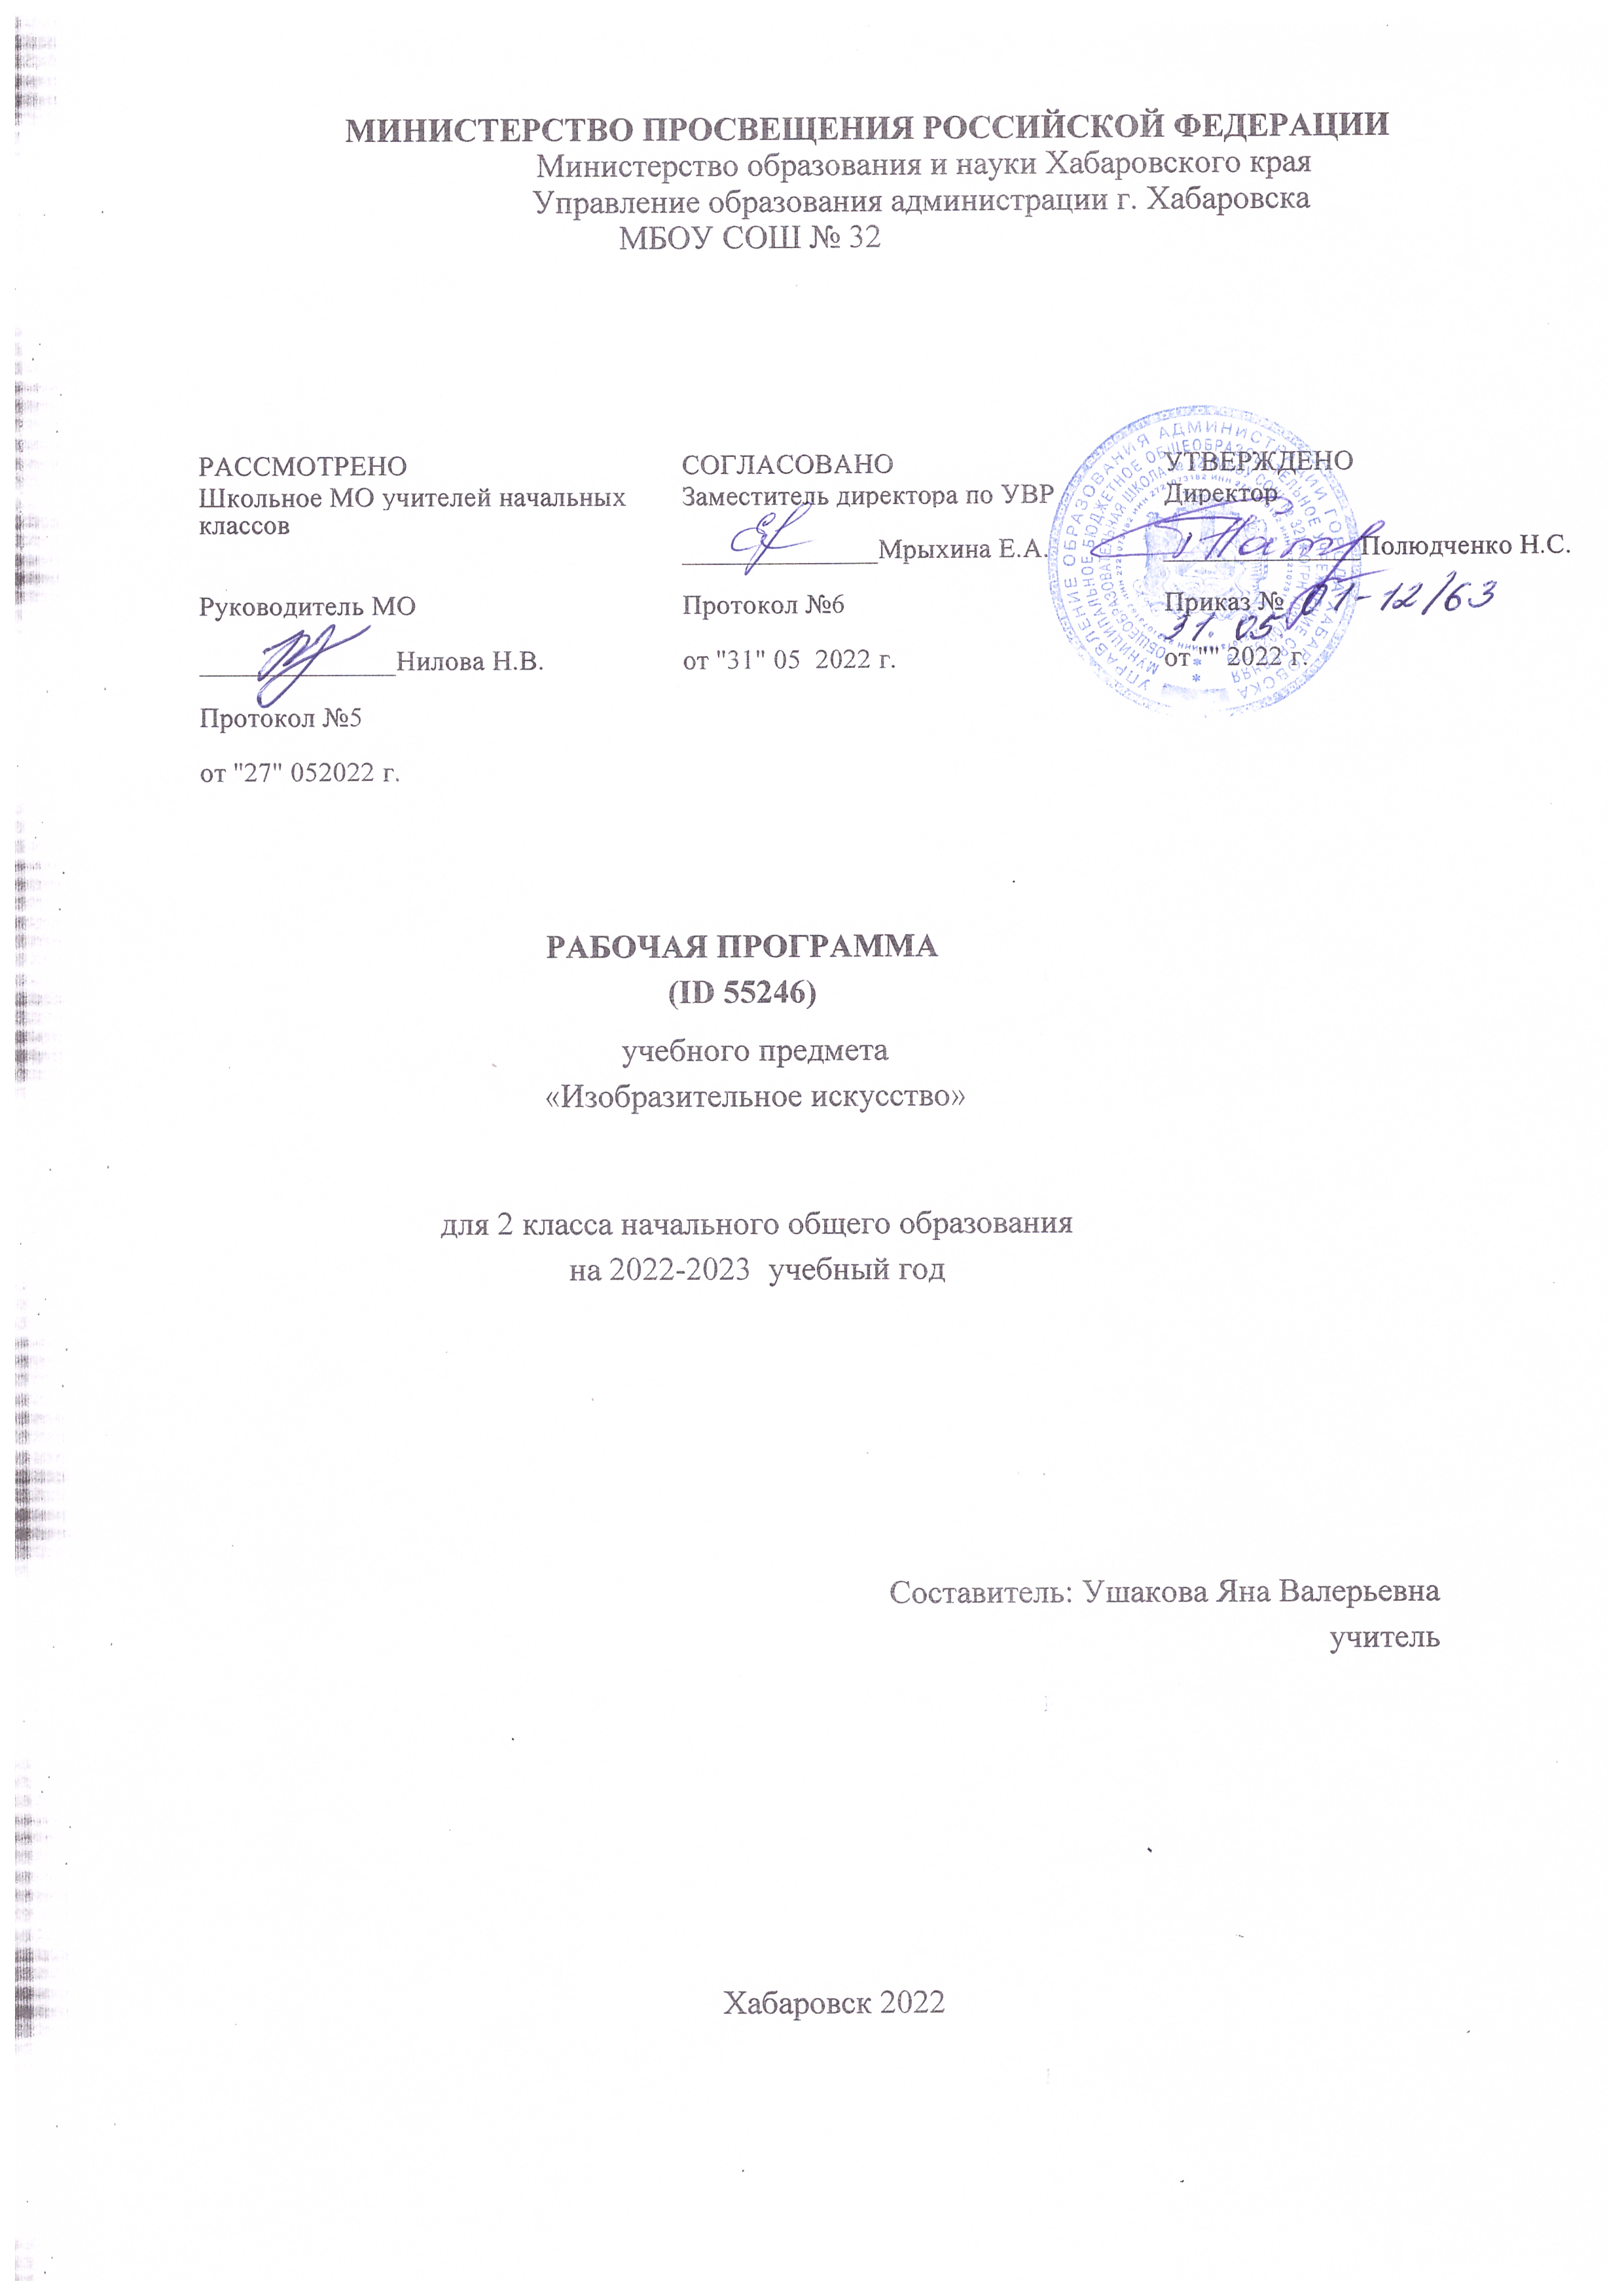 МИНИСТЕРСТВО ПРОСВЕЩЕНИЯ РОССИЙСКОЙ ФЕДЕРАЦИИ
Министерство образования и науки Хабаровского края
Управление образования администрации г. Хабаровска
МБОУ СОШ № 32
РАССМОТРЕНО
Школьное МО учителей начальных
классов
Руководитель МО
______________Нилова Н.В.
Протокол №5
от "27" 052022 г.
СОГЛАСОВАНО
Заместитель директора по УВР
______________Мрыхина Е.А.
Протокол №6
от "31" 05  2022 г.
УТВЕРЖДЕНО
Директор
______________Полюдченко Н.С.
Приказ № 01-12/63
31. 05
от "" 2022 г.
РАБОЧАЯ ПРОГРАММА
(ID 55246)
учебного предмета
«Изобразительное искусство»
для 2 класса начального общего образования
на 2022-2023  учебный год
Составитель: Ушакова Яна Валерьевна
учитель
Хабаровск 2022